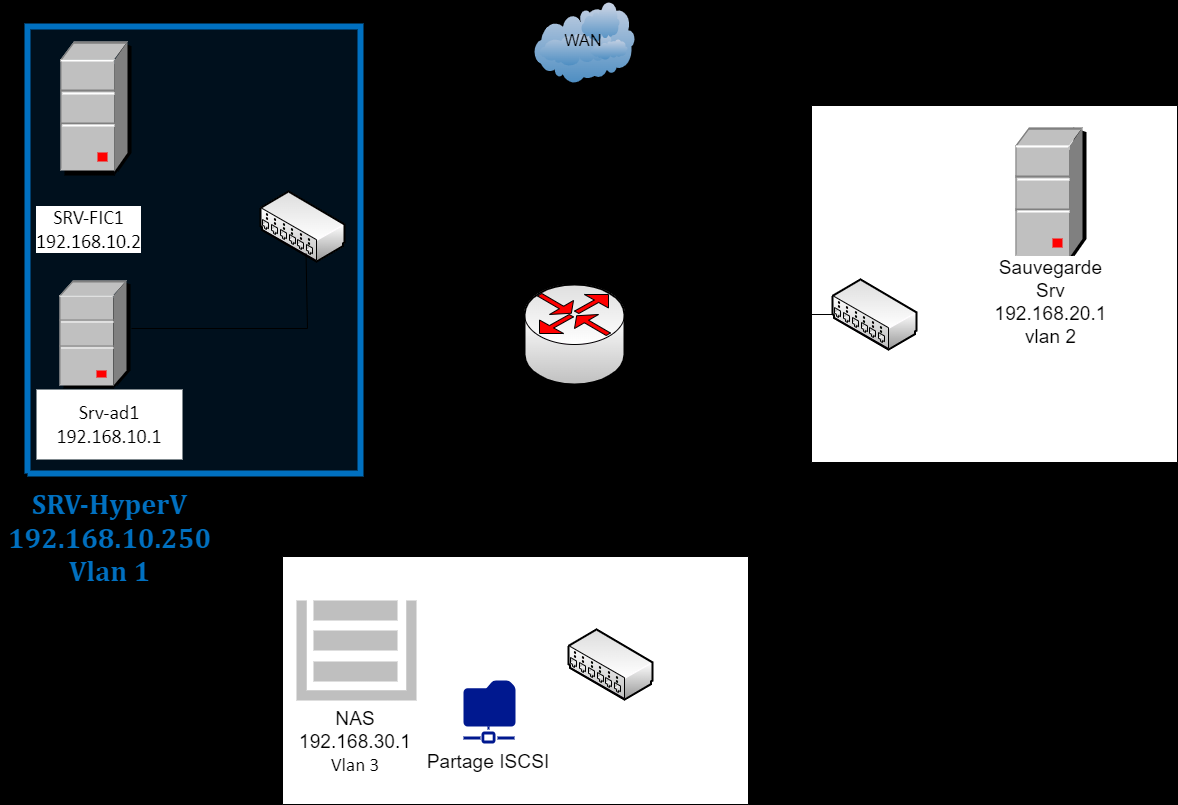 WAN
SRV-FIC1
192.168.10.2
Srv-ad1
192.168.10.1
SRV-HyperV
192.168.10.250
Vlan 1
Sauvegarde
Srv
192.168.20.1
vlan 2
NAS
192.168.30.1
Vlan 3
Partage ISCSI